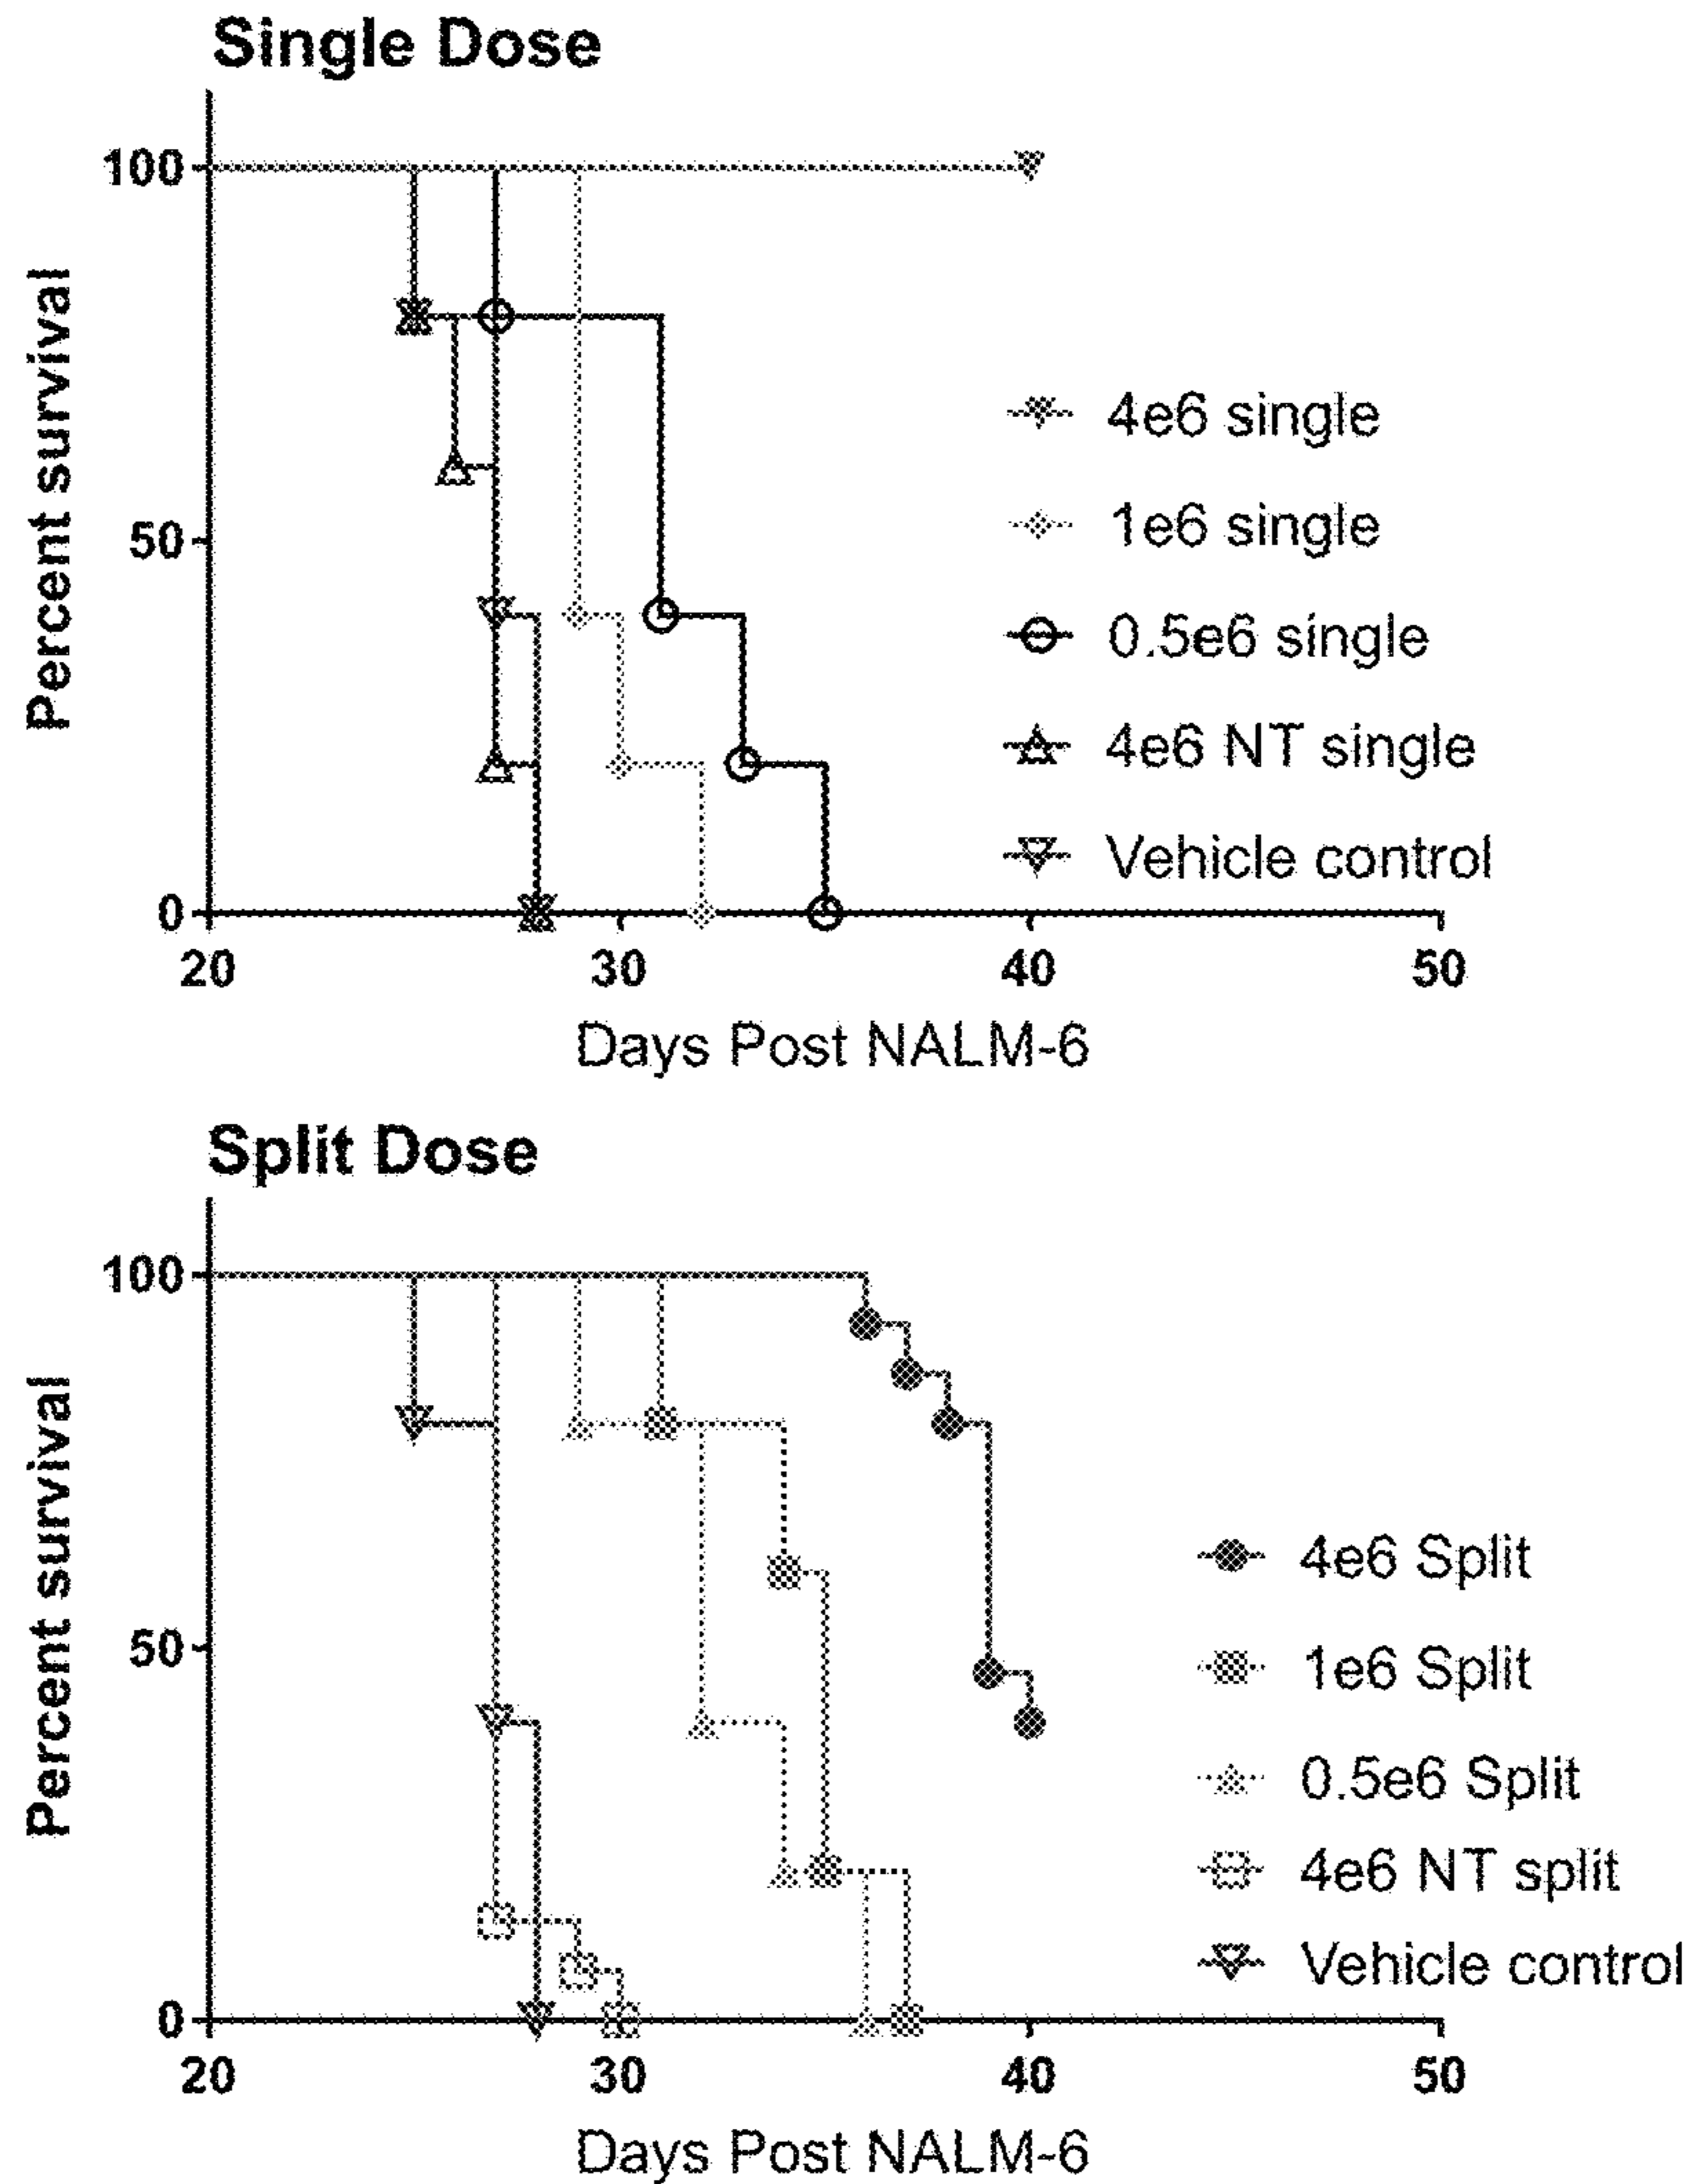 Single Dose
100
50
0
Percent survival
20 30 40 50
Days Post NALM-6
4e6 single
1e6 single
0.5e6 single
4e6 NT single
Vehicle control
Split Dose
100
50
0
Percent survival
20 30 40 50
Days Post NALM-6
4e6 Split
1e6 Split
0.5e6 Split
4e6 NT split
Vehicle control